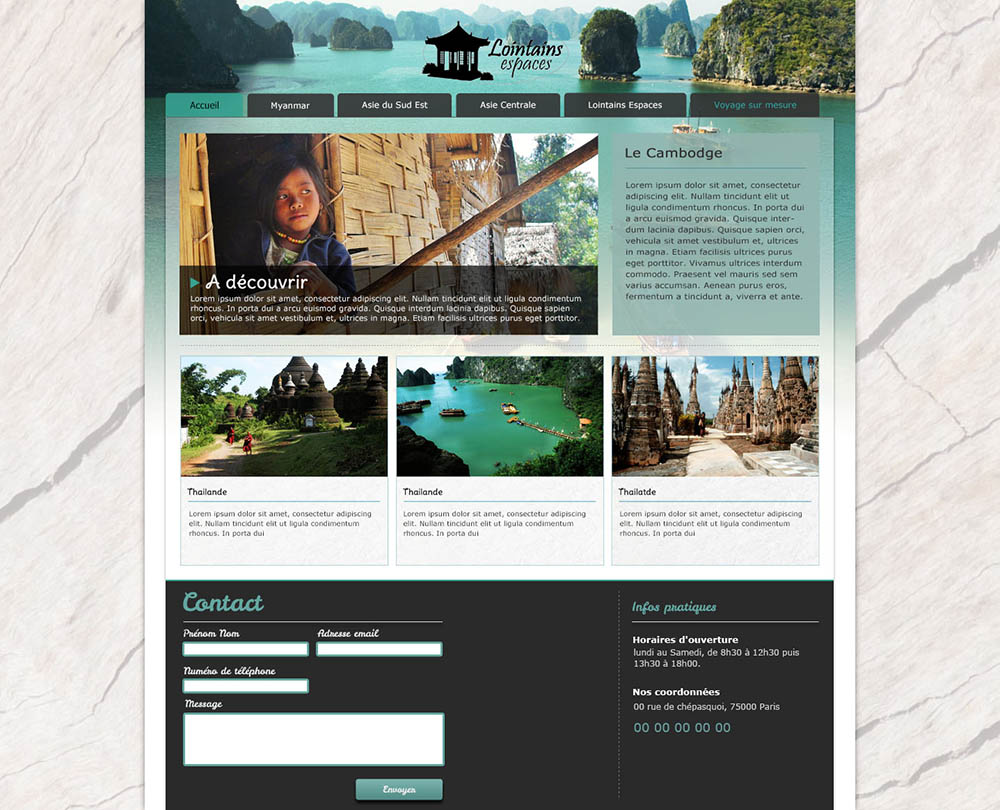 Lointains
espaces
Accueil
Myanmar
Asie du Sud Est
Asie Centrale
Lointains Espaces
Voyage sur mesure
A découvrir
Lorem ipsum dolor sit amet, consectetur adipiscing elit. Nullam tincidunt elit ut ligula condimentum
rhoncus. In porta dui a arcu euismod gravida. Quisque interdum lacinia dapibus. Quisque sapien
orci, vehicula sit amet vestibulum et, ultrices in magna. Etiam facilisis ultrices purus eget porttitor.
Le Cambodge
Lorem ipsum dolor sit amet, consectetur
adipiscing elit. Nullam tincidunt elit ut
ligula condimentum rhoncus. In porta dui
a arcu euismod gravida. Quisque inter-
dum lacinia dapibus. Quisque sapien orci,
vehicula sit amet vestibulum et, ultrices
in magna. Etiam facilisis ultrices purus
eget porttitor. Vivamus ultrices interdum
commodo. Praesent vel mauris sed sem
varius accumsan. Aenean purus eros,
fermentum a tincidunt a, viverra et ante.
Thailande
Lorem ipsum dolor sit amet, consectetur adipiscing
elit. Nullam tincidunt elit ut ligula condimentum
rhoncus. In porta dui
Thailande
Lorem ipsum dolor sit amet, consectetur adipiscing
elit. Nullam tincidunt elit ut ligula condimentum
rhoncus. In porta dui
Thailatde
Lorem ipsum dolor sit amet, consectetur adipiscing
elit. Nullam tincidunt elit ut ligula condimentum
rhoncus. In porta dui
Contact
Prénom Nom
Adresse email
Numéro de téléphone
Message
Envoyer
Infos pratiques
Horaires d'ouverture
lundi au Samedi, de 8h30 à 12h30 puis
13h30 à 18h00.
Nos coordonnées
00 rue de chépasquoi, 75000 Paris
00 00 00 00 00